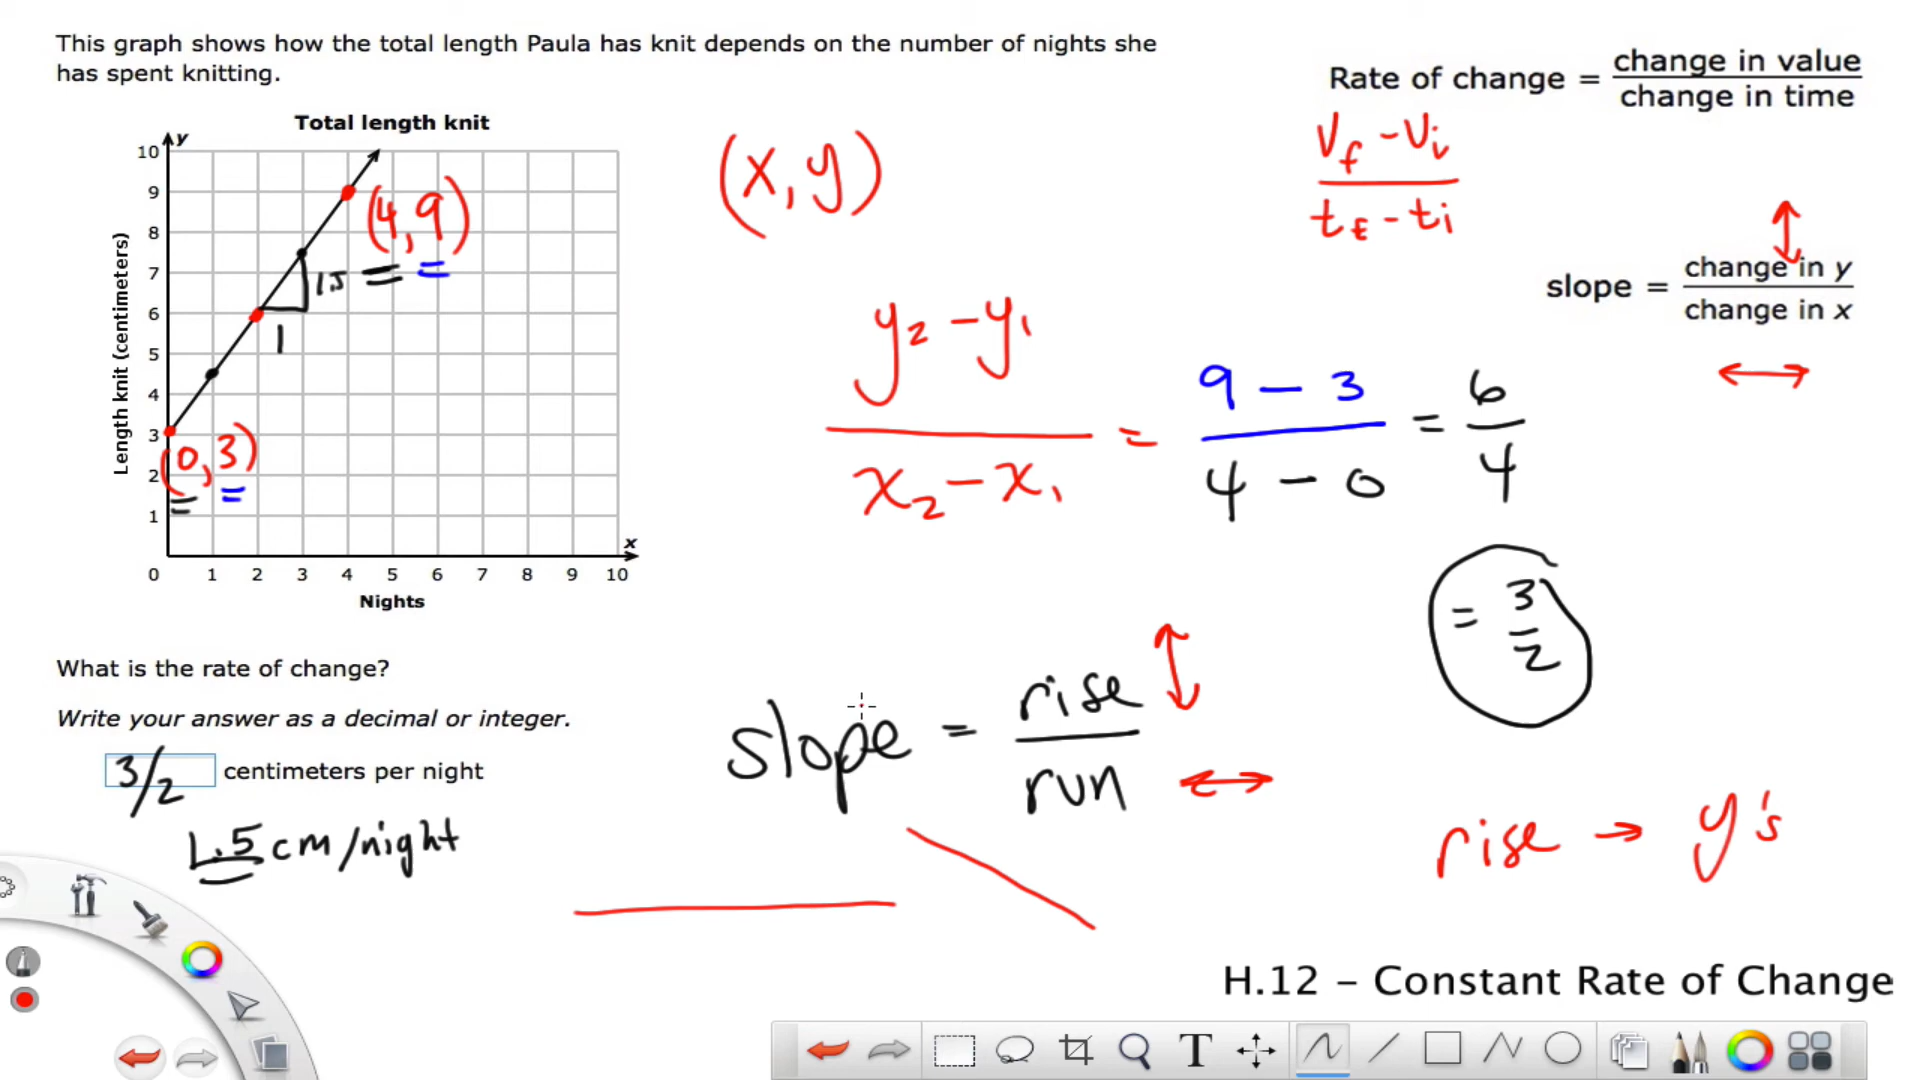 This graph shows how the total length Paula has knit depends on the number of nights she
has spent knitting.
Total length knit
y
10
9
8
7
6
5
4
3
2
1
0 1 2 3 4 5 6 7 8 9 10
x
Nights
Length knit (centimeters)
(4, 9)
1.5
1
(0, 3)
What is the rate of change?
Write your answer as a decimal or integer.
3/2 centimeters per night
1.5 cm/night
(x, y)
y2 - y1
x2 - x1
=
9 - 3
4 - 0
=
6
4
= 3
2
slope = rise
run
Rate of change = change in value
change in time
Vf - Vi
tf - ti
slope = change in y
change in x
rise → y's
H.12 – Constant Rate of Change
T